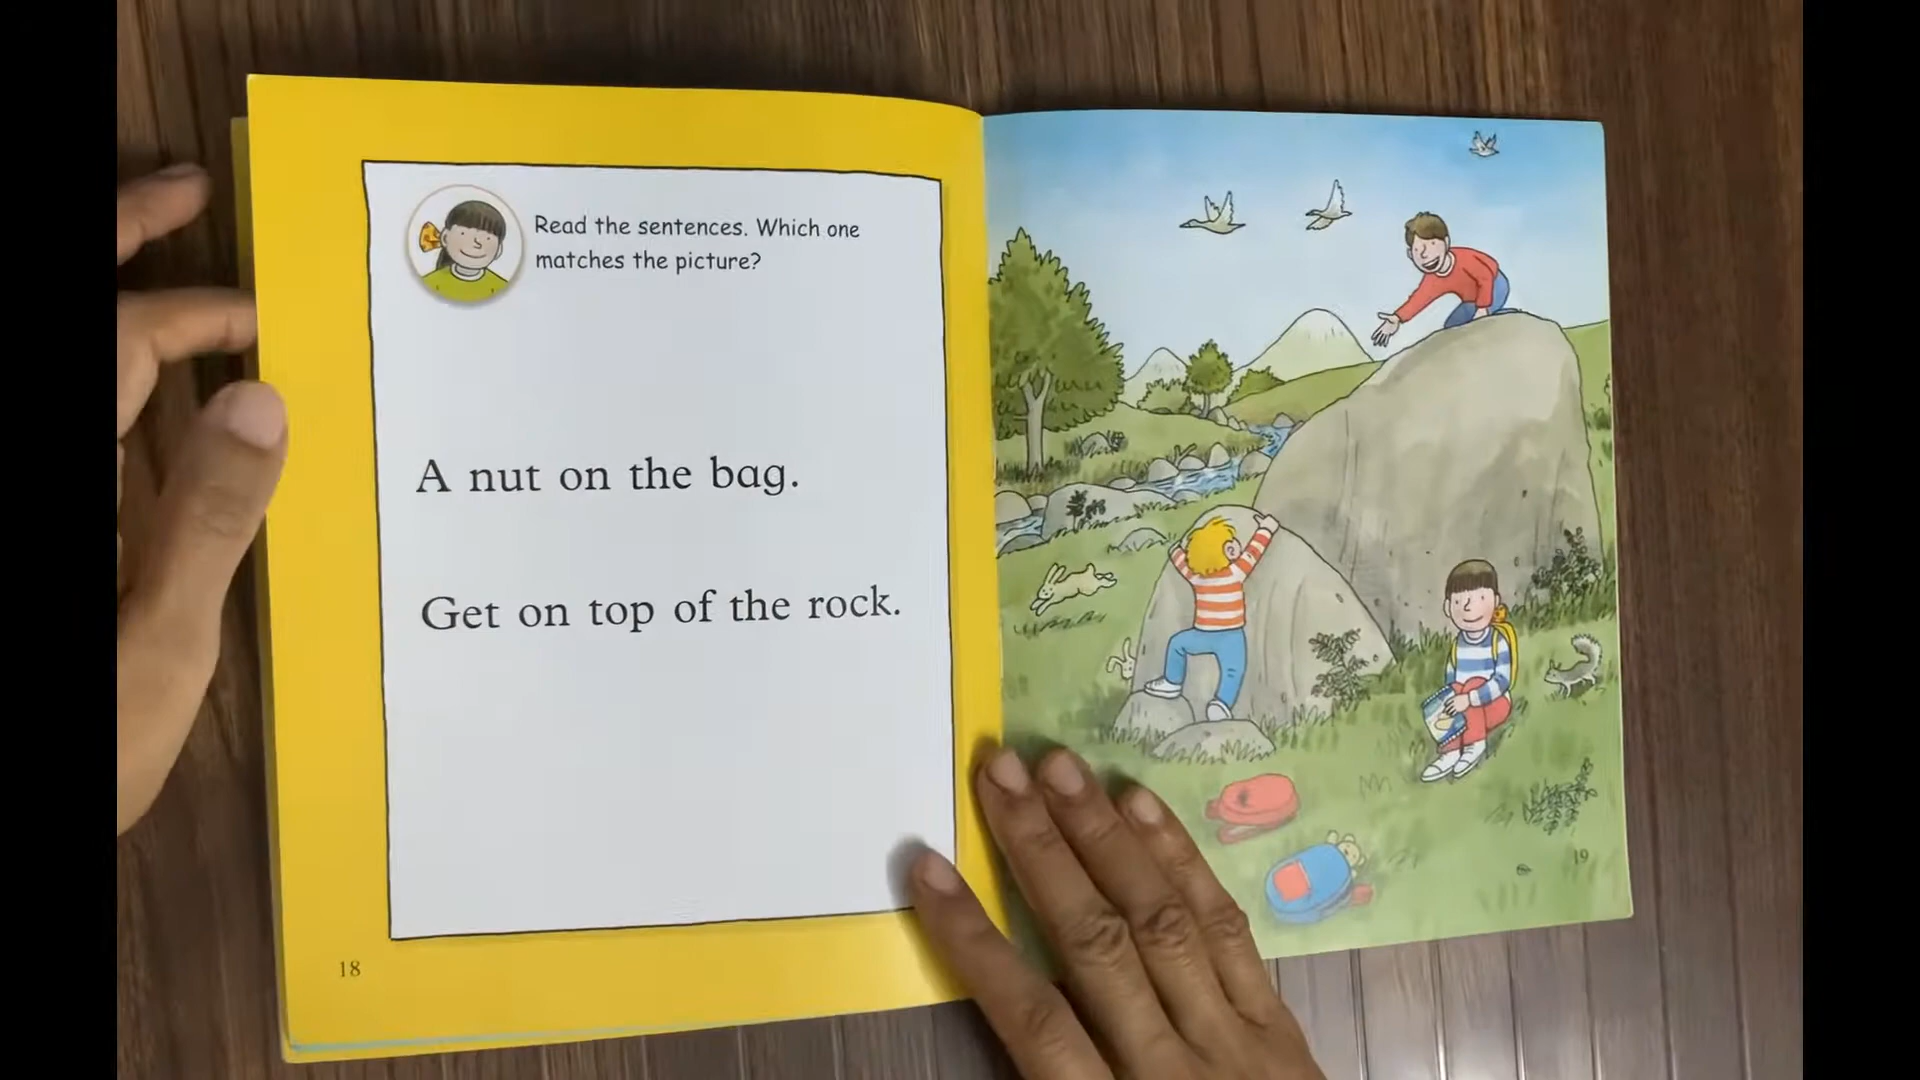 Read the sentences. Which one
matches the picture?
A nut on the bag.
Get on top of the rock.
18
19